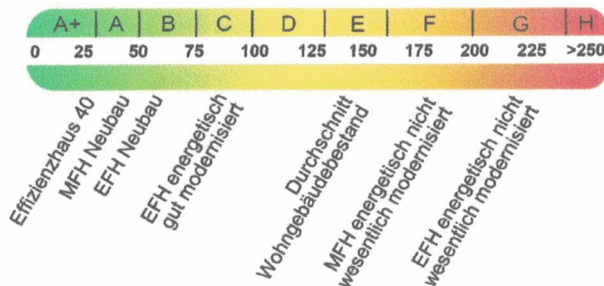 A+ A B C D E F G H
0 25 50 75 100 125 150 175 200 225 >250
Effizienzhaus 40
MFH Neubau
EFH Neubau
EFH energetisch
gut modernisiert
Durchschnitt
Wohngebäudebestand
MFH energetisch nicht
wesentlich modernisiert
EFH energetisch nicht
wesentlich modernisiert